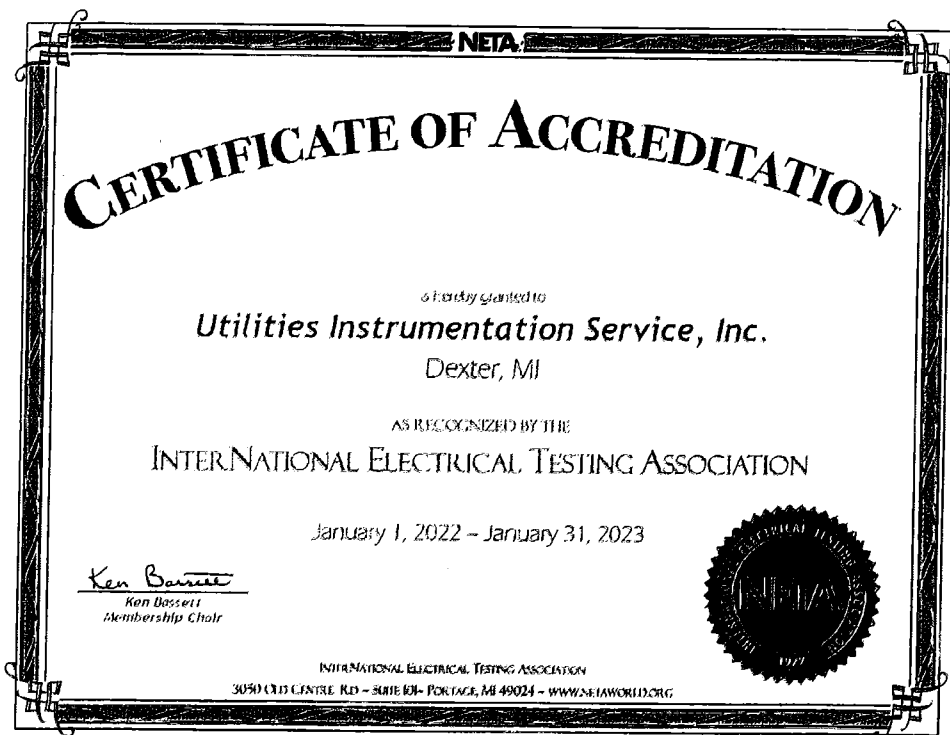 NETA
CERTIFICATE OF ACCREDITATION
is hereby granted to
Utilities Instrumentation Service, Inc.
Dexter, MI
AS RECOGNIZED BY THE
INTERNATIONAL ELECTRICAL TESTING ASSOCIATION
January 1, 2022 – January 31, 2023
Ken Bassett
Ken Bassett
Membership Chair
NETA
1972
INTERNATIONAL ELECTRICAL TESTING ASSOCIATION
3050 OLD CENTRE RD – SUITE 101– PORTAGE, MI 49024 – WWW.NETAWORLD.ORG